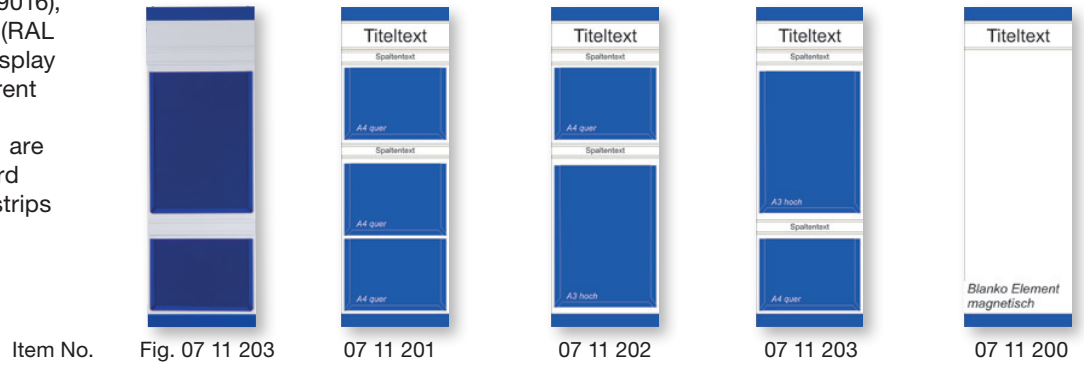 9016),
(RAL
splay
rent
are
rd
strips
Titeltext
Spaltentext
A4 quer
Spaltentext
A4 quer
A4 quer
Titeltext
Spaltentext
A4 quer
Spaltentext
A3 hoch
Titeltext
Spaltentext
A3 hoch
Spaltentext
A4 quer
Titeltext
Blanko Element
magnetisch
Item No.
Fig. 07 11 203
07 11 201
07 11 202
07 11 203
07 11 200